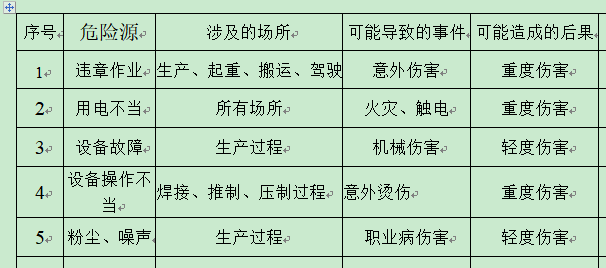 序号 危险源 涉及的场所 可能导致的事件 可能造成的后果
1 违章作业 生产、起重、搬运、驾驶 意外伤害 重度伤害
2 用电不当 所有场所 火灾、触电 重度伤害
3 设备故障 生产过程 机械伤害 轻度伤害
4 设备操作不当 焊接、推制、压制过程 意外烫伤 重度伤害
5 粉尘、噪声 生产过程 职业病伤害 轻度伤害